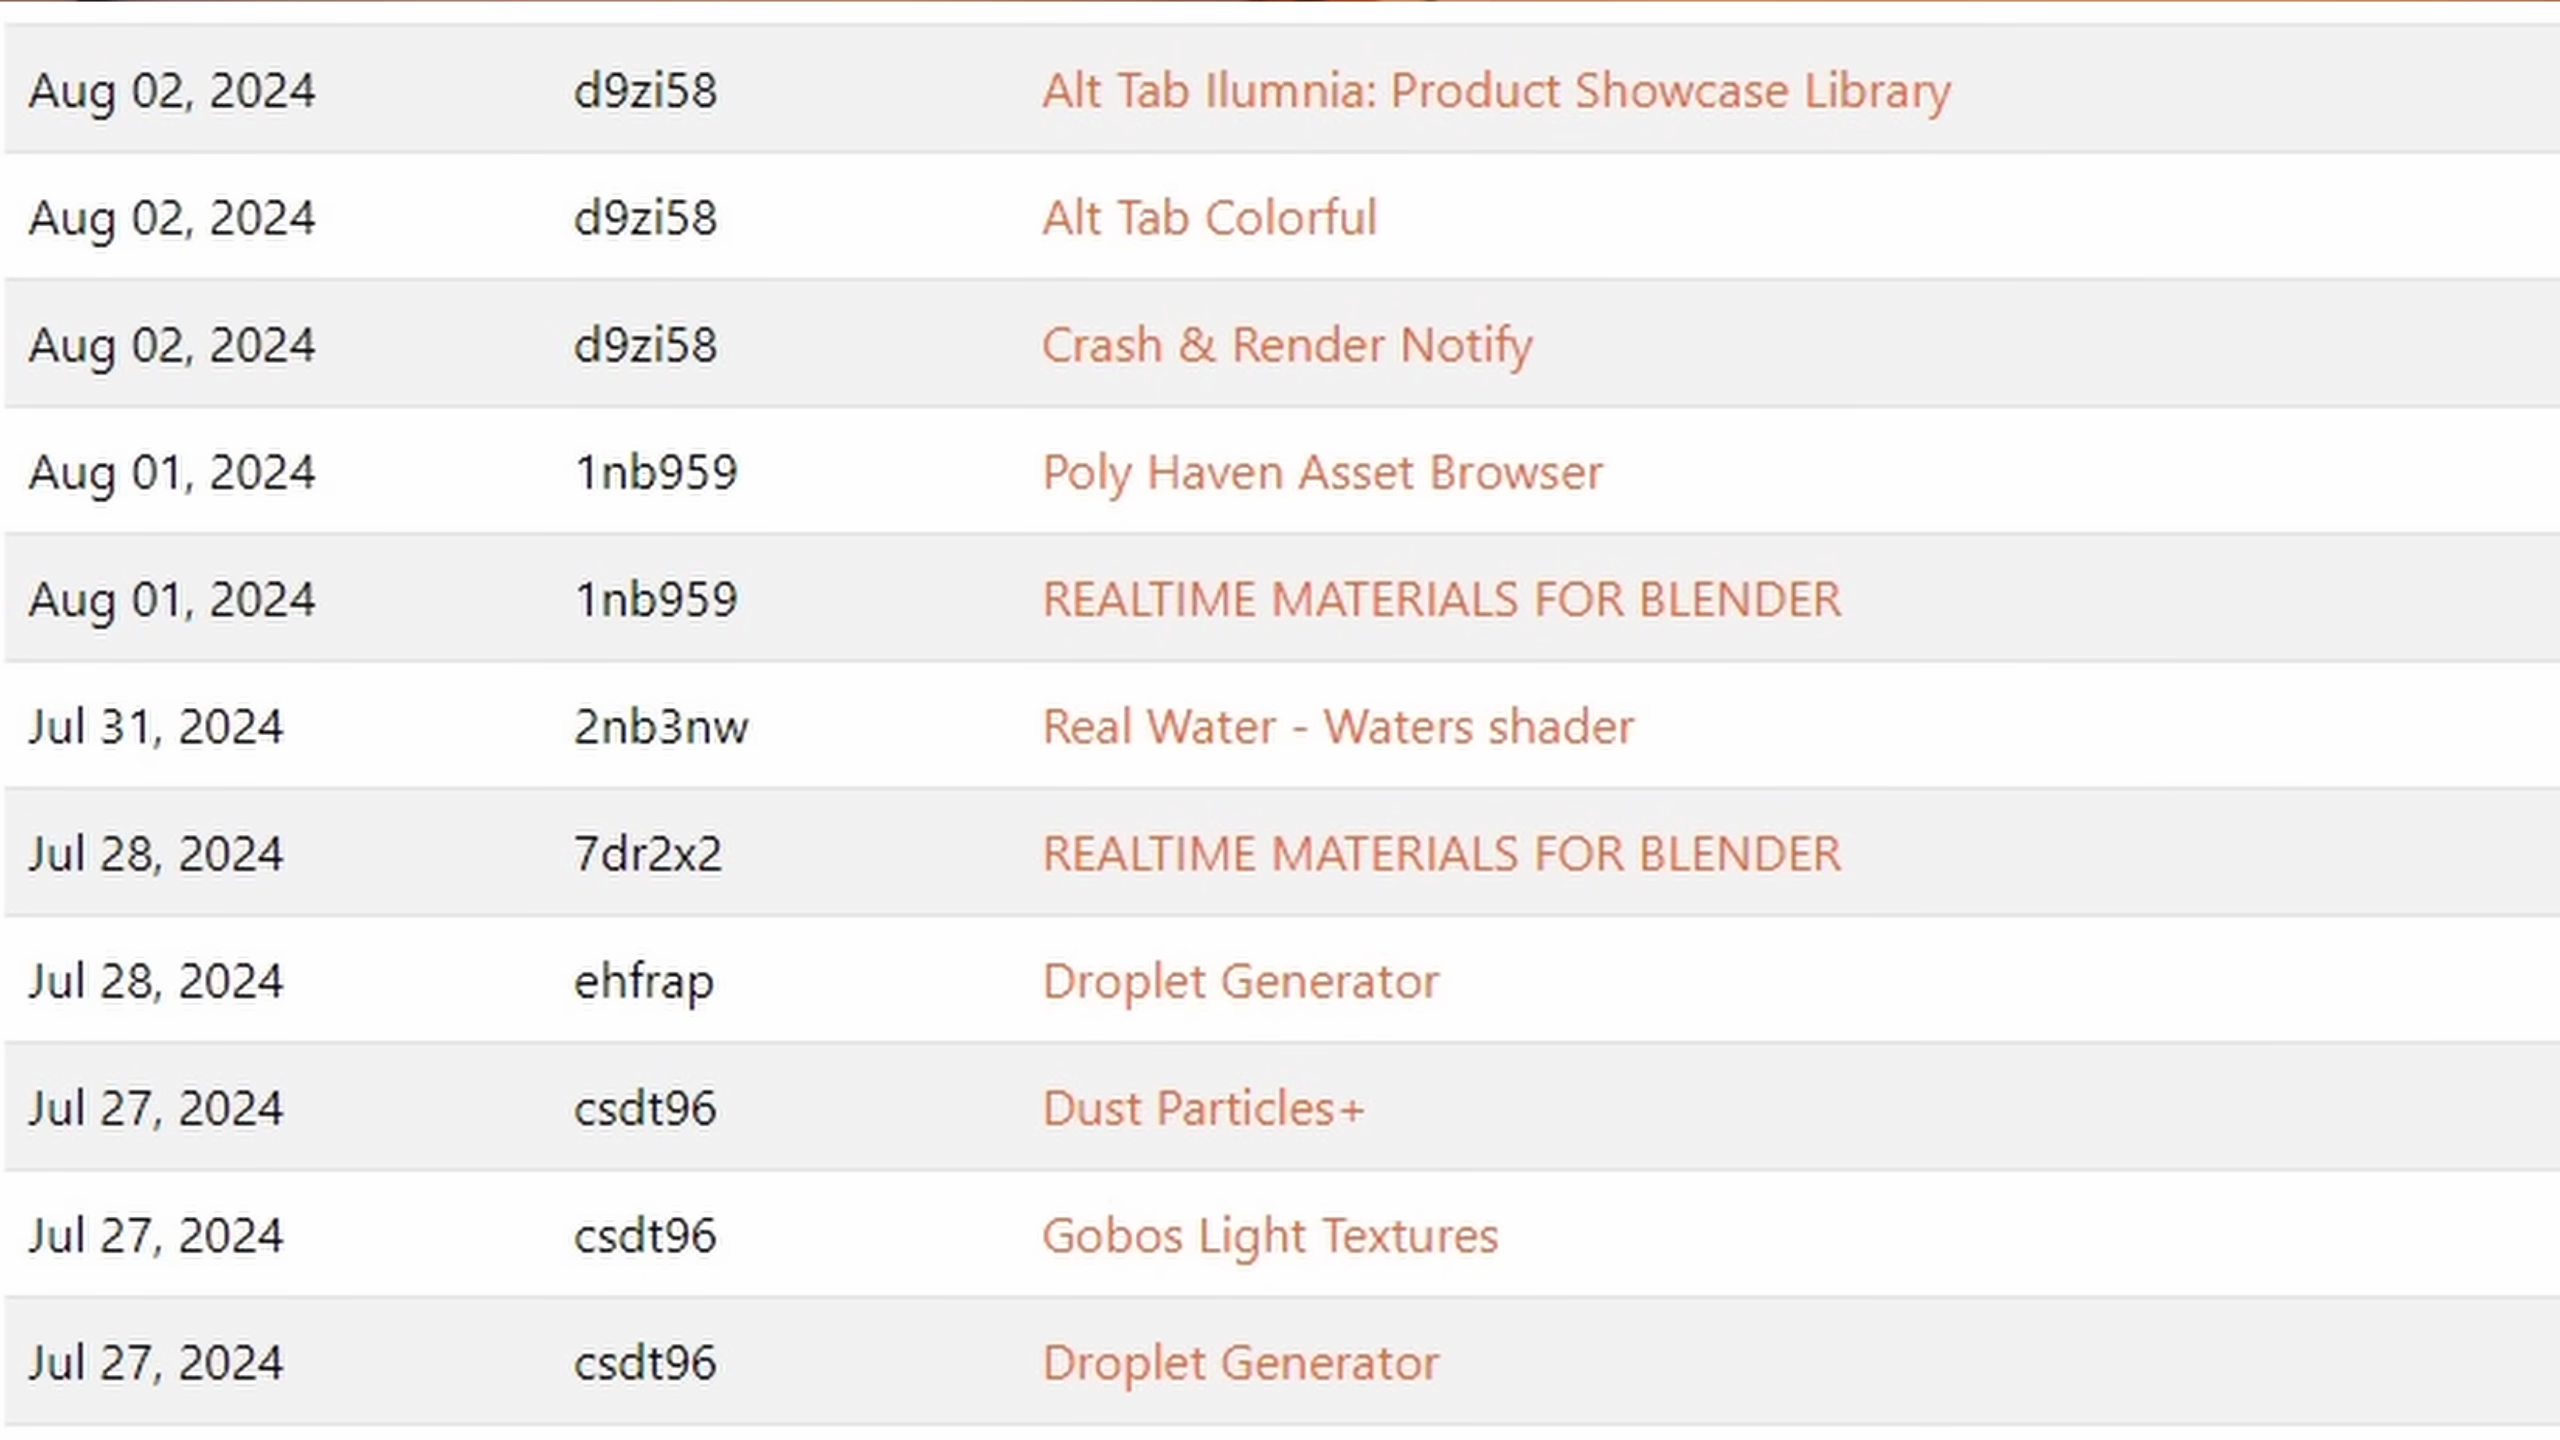 Aug 02, 2024 d9zi58 Alt Tab Ilumnia: Product Showcase Library
Aug 02, 2024 d9zi58 Alt Tab Colorful
Aug 02, 2024 d9zi58 Crash & Render Notify
Aug 01, 2024 1nb959 Poly Haven Asset Browser
Aug 01, 2024 1nb959 REALTIME MATERIALS FOR BLENDER
Jul 31, 2024 2nb3nw Real Water - Waters shader
Jul 28, 2024 7dr2x2 REALTIME MATERIALS FOR BLENDER
Jul 28, 2024 ehfrap Droplet Generator
Jul 27, 2024 csdt96 Dust Particles+
Jul 27, 2024 csdt96 Gobos Light Textures
Jul 27, 2024 csdt96 Droplet Generator